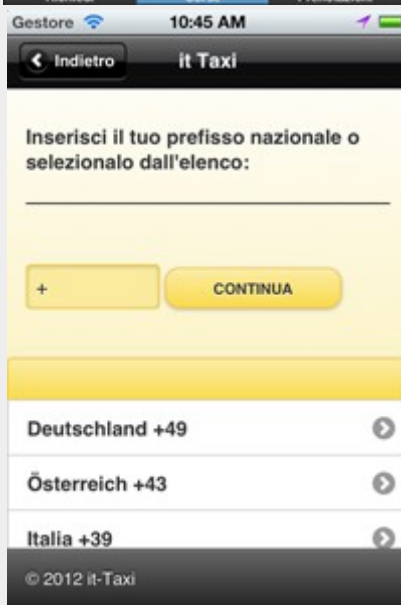 Gestore 10:45 AM
Indietro it Taxi
Inserisci il tuo prefisso nazionale o
selezionalo dall'elenco:
+ CONTINUA
Deutschland +49
Österreich +43
Italia +39
© 2012 it-Taxi